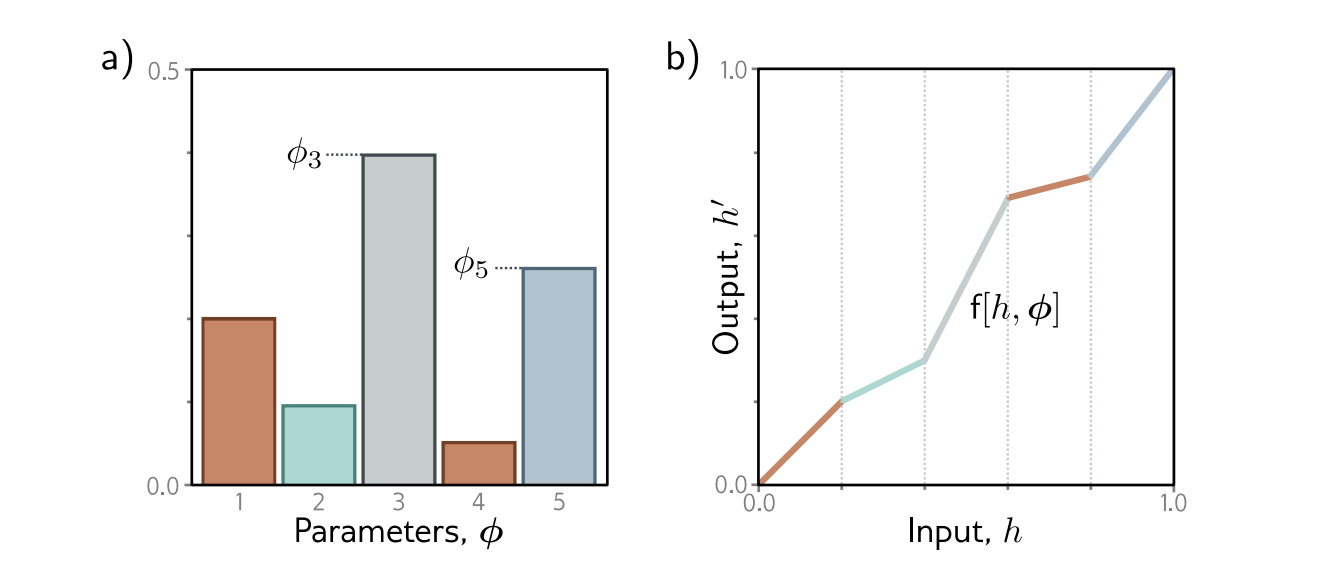 a)
0.5
ϕ₃
ϕ₅
0.0
1 2 3 4 5
Parameters, ϕ
b)
1.0
Output, h′
f[h, ϕ]
0.0
0.0 1.0
Input, h